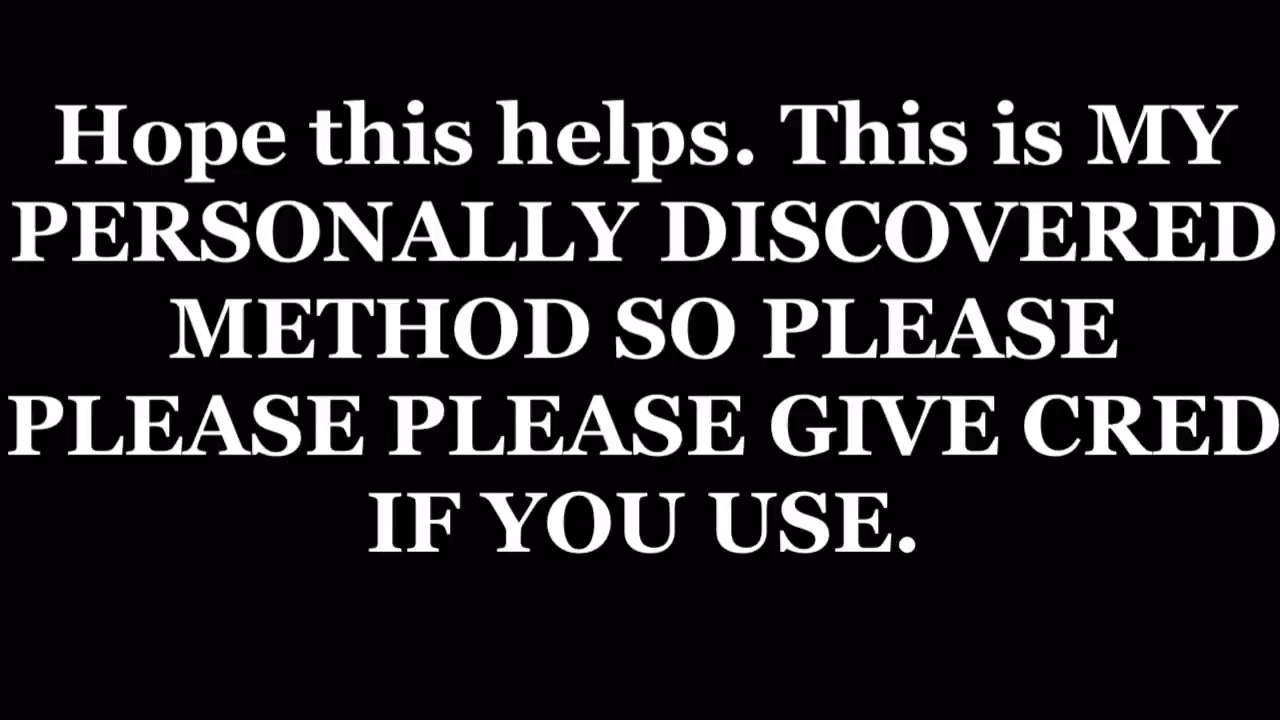 Hope this helps. This is MY
PERSONALLY DISCOVERED
METHOD SO PLEASE
PLEASE PLEASE GIVE CRED
IF YOU USE.